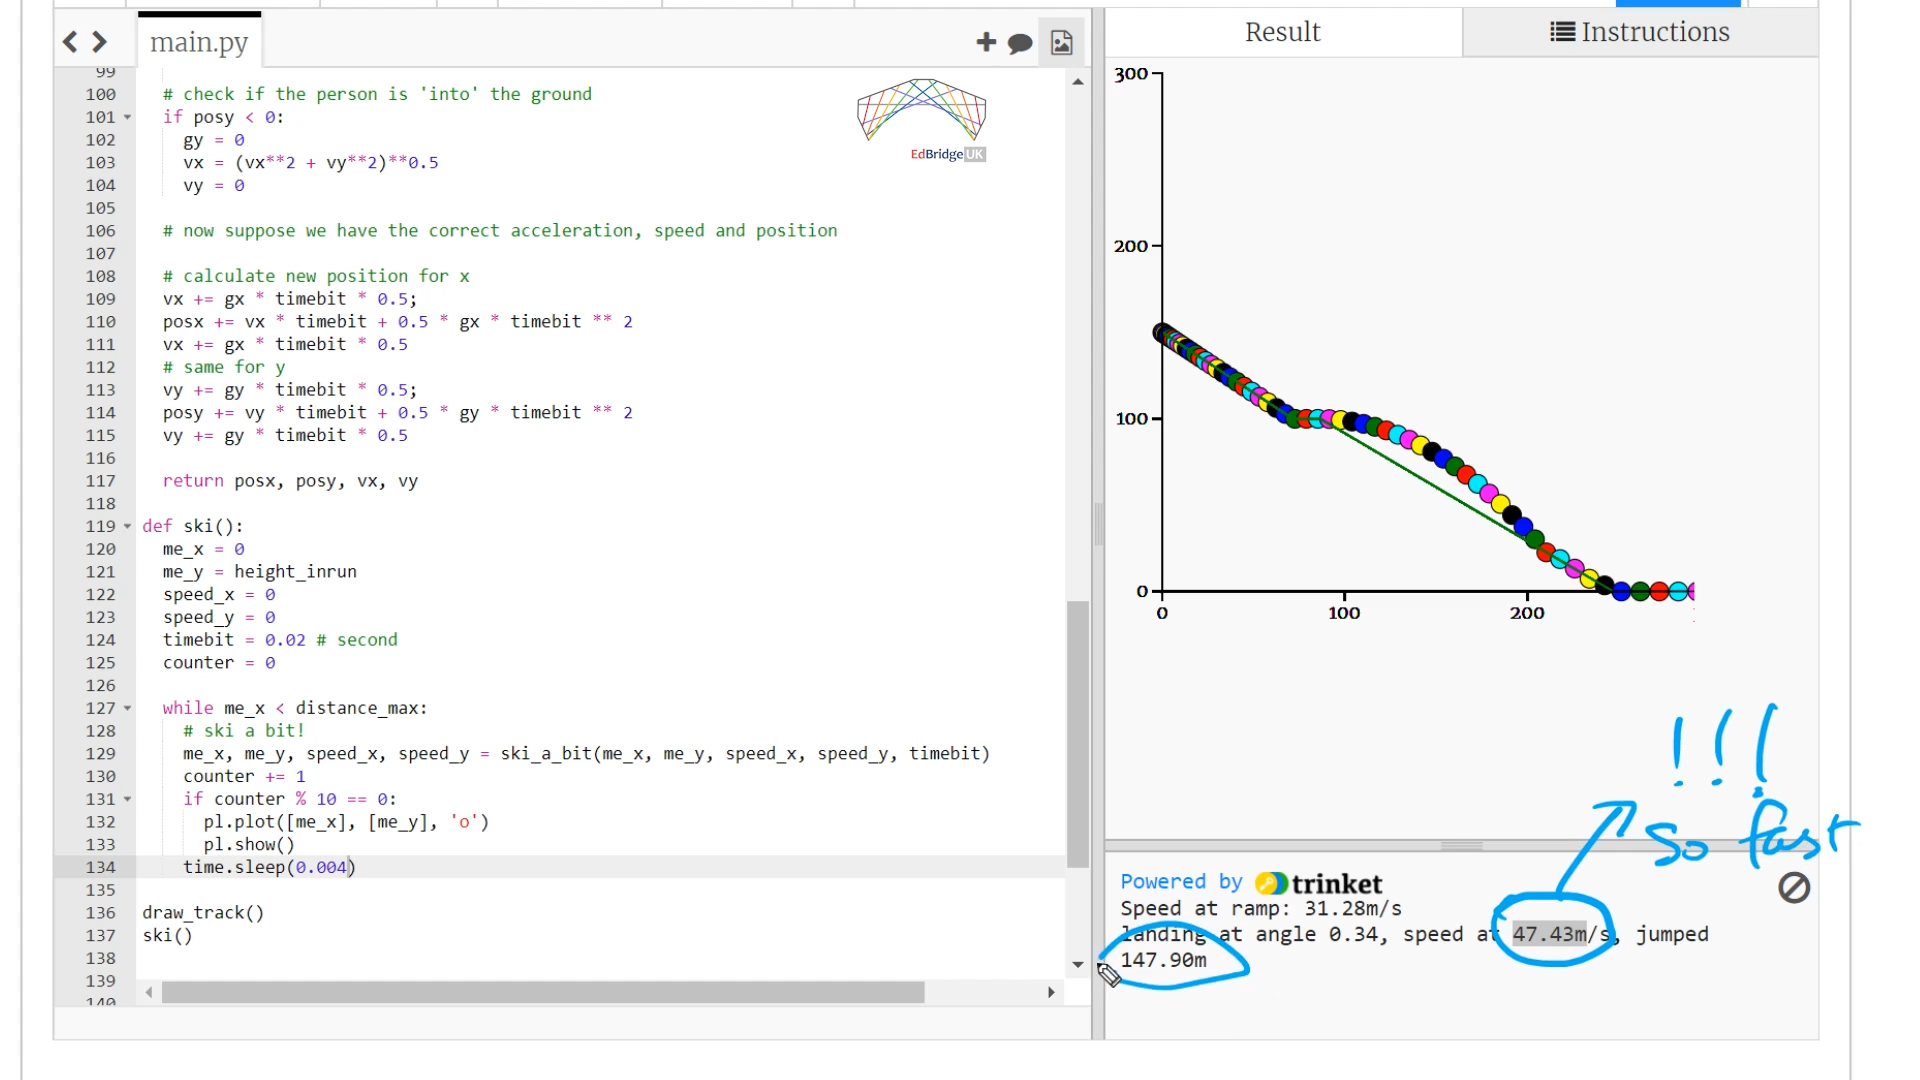 main.py
Result
Instructions
99
100 # check if the person is 'into' the ground
101 if posy < 0:
102 gy = 0
103 vx = (vx**2 + vy**2)**0.5
104 vy = 0
105
106 # now suppose we have the correct acceleration, speed and position
107
108 # calculate new position for x
109 vx += gx * timebit * 0.5;
110 posx += vx * timebit + 0.5 * gx * timebit ** 2
111 vx += gx * timebit * 0.5
112 # same for y
113 vy += gy * timebit * 0.5;
114 posy += vy * timebit + 0.5 * gy * timebit ** 2
115 vy += gy * timebit * 0.5
116
117 return posx, posy, vx, vy
118
119 def ski():
120 me_x = 0
121 me_y = height_inrun
122 speed_x = 0
123 speed_y = 0
124 timebit = 0.02 # second
125 counter = 0
126
127 while me_x < distance_max:
128 # ski a bit!
129 me_x, me_y, speed_x, speed_y = ski_a_bit(me_x, me_y, speed_x, speed_y, timebit)
130 counter += 1
131 if counter % 10 == 0:
132 pl.plot([me_x], [me_y], 'o')
133 pl.show()
134 time.sleep(0.004)
135
136 draw_track()
137 ski()
138
139
140
EdBridge UK
300
200
100
0
0 100 200
!!!
So fast
Powered by trinket
Speed at ramp: 31.28m/s
landing at angle 0.34, speed at 47.43m/s, jumped
147.90m